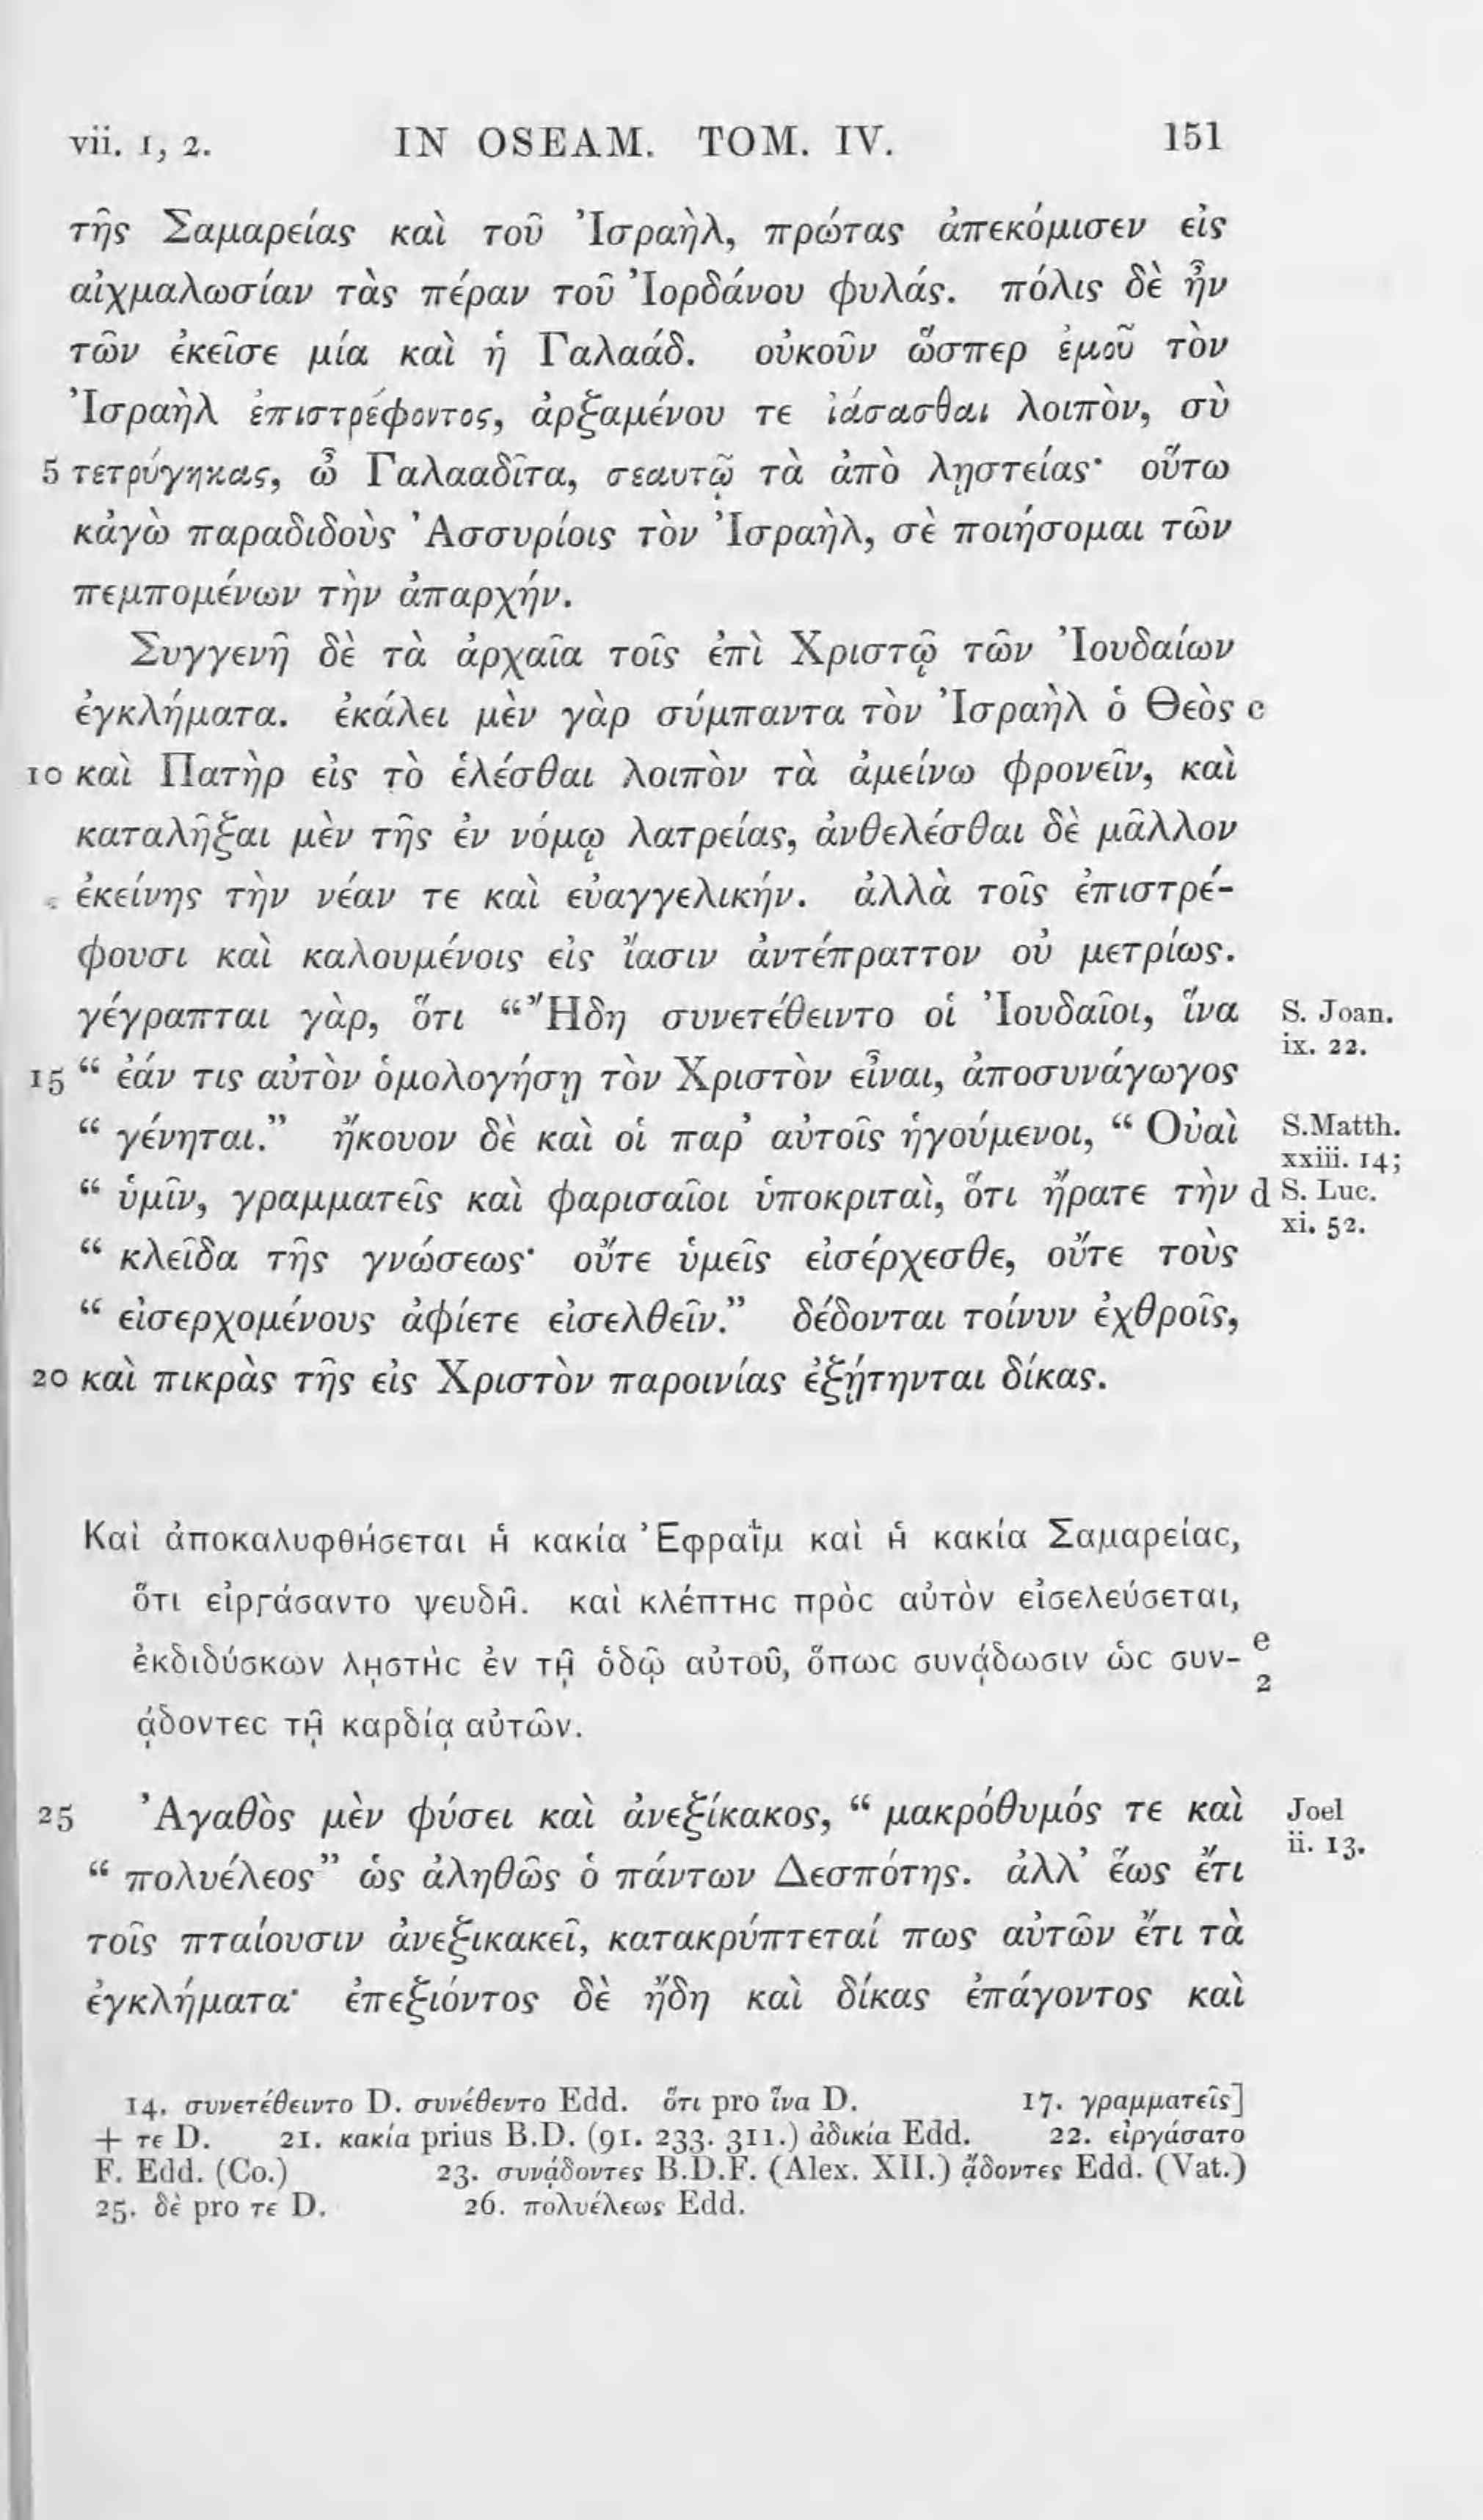 vii. 1, 2. IN OSEAM. TOM. IV. 151
τῆς Σαμαρείας καὶ τοῦ Ἰσραὴλ, πρώτας ἀπεκόμισεν εἰς
αἰχμαλωσίαν τὰς πέραν τοῦ Ἰορδάνου φυλάς. πόλις δὲ ἦν
τῶν ἐκεῖσε μία καὶ ἡ Γαλαάδ. οὐκοῦν ὥσπερ ἐμοῦ τὸν
Ἰσραὴλ ἐπιστρέφοντος, ἀρξαμένου τε ἰάσασθαι λοιπὸν, σὺ
5 τετρύγηκας, ὦ Γαλααδῖτα, σεαυτῷ τὰ ἀπὸ λῃστείας· οὕτω
κἀγὼ παραδιδοὺς Ἀσσυρίοις τὸν Ἰσραὴλ, σὲ ποιήσομαι τῶν
πεμπομένων τὴν ἀπαρχήν.
Συγγενῆ δὲ τὰ ἀρχαῖα τοῖς ἐπὶ Χριστῷ τῶν Ἰουδαίων
ἐγκλήματα. ἐκάλει μὲν γὰρ σύμπαντα τὸν Ἰσραὴλ ὁ Θεὸς c
10 καὶ Πατὴρ εἰς τὸ ἑλέσθαι λοιπὸν τὰ ἀμείνω φρονεῖν, καὶ
καταλῆξαι μὲν τῆς ἐν νόμῳ λατρείας, ἀνθελέσθαι δὲ μᾶλλον
ἐκείνης τὴν νέαν τε καὶ εὐαγγελικήν. ἀλλὰ τοῖς ἐπιστρέ-
φουσι καὶ καλουμένοις εἰς ἴασιν ἀντέπραττον οὐ μετρίως.
γέγραπται γὰρ, ὅτι “Ἤδη συνετέθειντο οἱ Ἰουδαῖοι, ἵνα S. Joan.
ix. 22.
15 “ ἐάν τις αὐτὸν ὁμολογήσῃ τὸν Χριστὸν εἶναι, ἀποσυνάγωγος
“ γένηται.” ἤκουον δὲ καὶ οἱ παρ’ αὐτοῖς ἡγούμενοι, “ Οὐαὶ S.Matth.
xxiii. 14;
“ ὑμῖν, γραμματεῖς καὶ φαρισαῖοι ὑποκριταὶ, ὅτι ἤρατε τὴν d S. Luc.
xi. 52.
“ κλεῖδα τῆς γνώσεως· οὔτε ὑμεῖς εἰσέρχεσθε, οὔτε τοὺς
“ εἰσερχομένους ἀφίετε εἰσελθεῖν.” δέδονται τοίνυν ἐχθροῖς,
20 καὶ πικρὰς τῆς εἰς Χριστὸν παροινίας ἐξῄτηνται δίκας.
Καὶ ἀποκαλυφθήσεται ἡ κακία Ἐφραῒμ καὶ ἡ κακία Σαμαρείας,
ὅτι εἰργάσαντο ψευδῆ. καὶ κλέπτης πρὸς αὐτὸν εἰσελεύσεται,
ἐκδιδύσκων λῃστὴς ἐν τῇ ὁδῷ αὐτοῦ, ὅπως συνᾴδωσιν ὡς συν- e
2
ᾴδοντες τῇ καρδίᾳ αὐτῶν.
25 Ἀγαθὸς μὲν φύσει καὶ ἀνεξίκακος, “ μακρόθυμός τε καὶ Joel
ii. 13.
“ πολυέλεος” ὡς ἀληθῶς ὁ πάντων Δεσπότης. ἀλλ’ ἕως ἔτι
τοῖς πταίουσιν ἀνεξικακεῖ, κατακρύπτεταί πως αὐτῶν ἔτι τὰ
ἐγκλήματα· ἐπεξιόντος δὲ ἤδη καὶ δίκας ἐπάγοντος καὶ
14. συνετέθειντο D. συνέθεντο Edd. ὅτι pro ἵνα D. 17. γραμματεῖς]
+ τε D. 21. κακία prius B.D. (91. 233. 311.) ἀδικία Edd. 22. εἰργάσατο
F. Edd. (Co.) 23. συνᾴδοντες B.D.F. (Alex. XII.) ᾄδοντες Edd. (Vat.)
25. δὲ pro τε D. 26. πολυέλεως Edd.